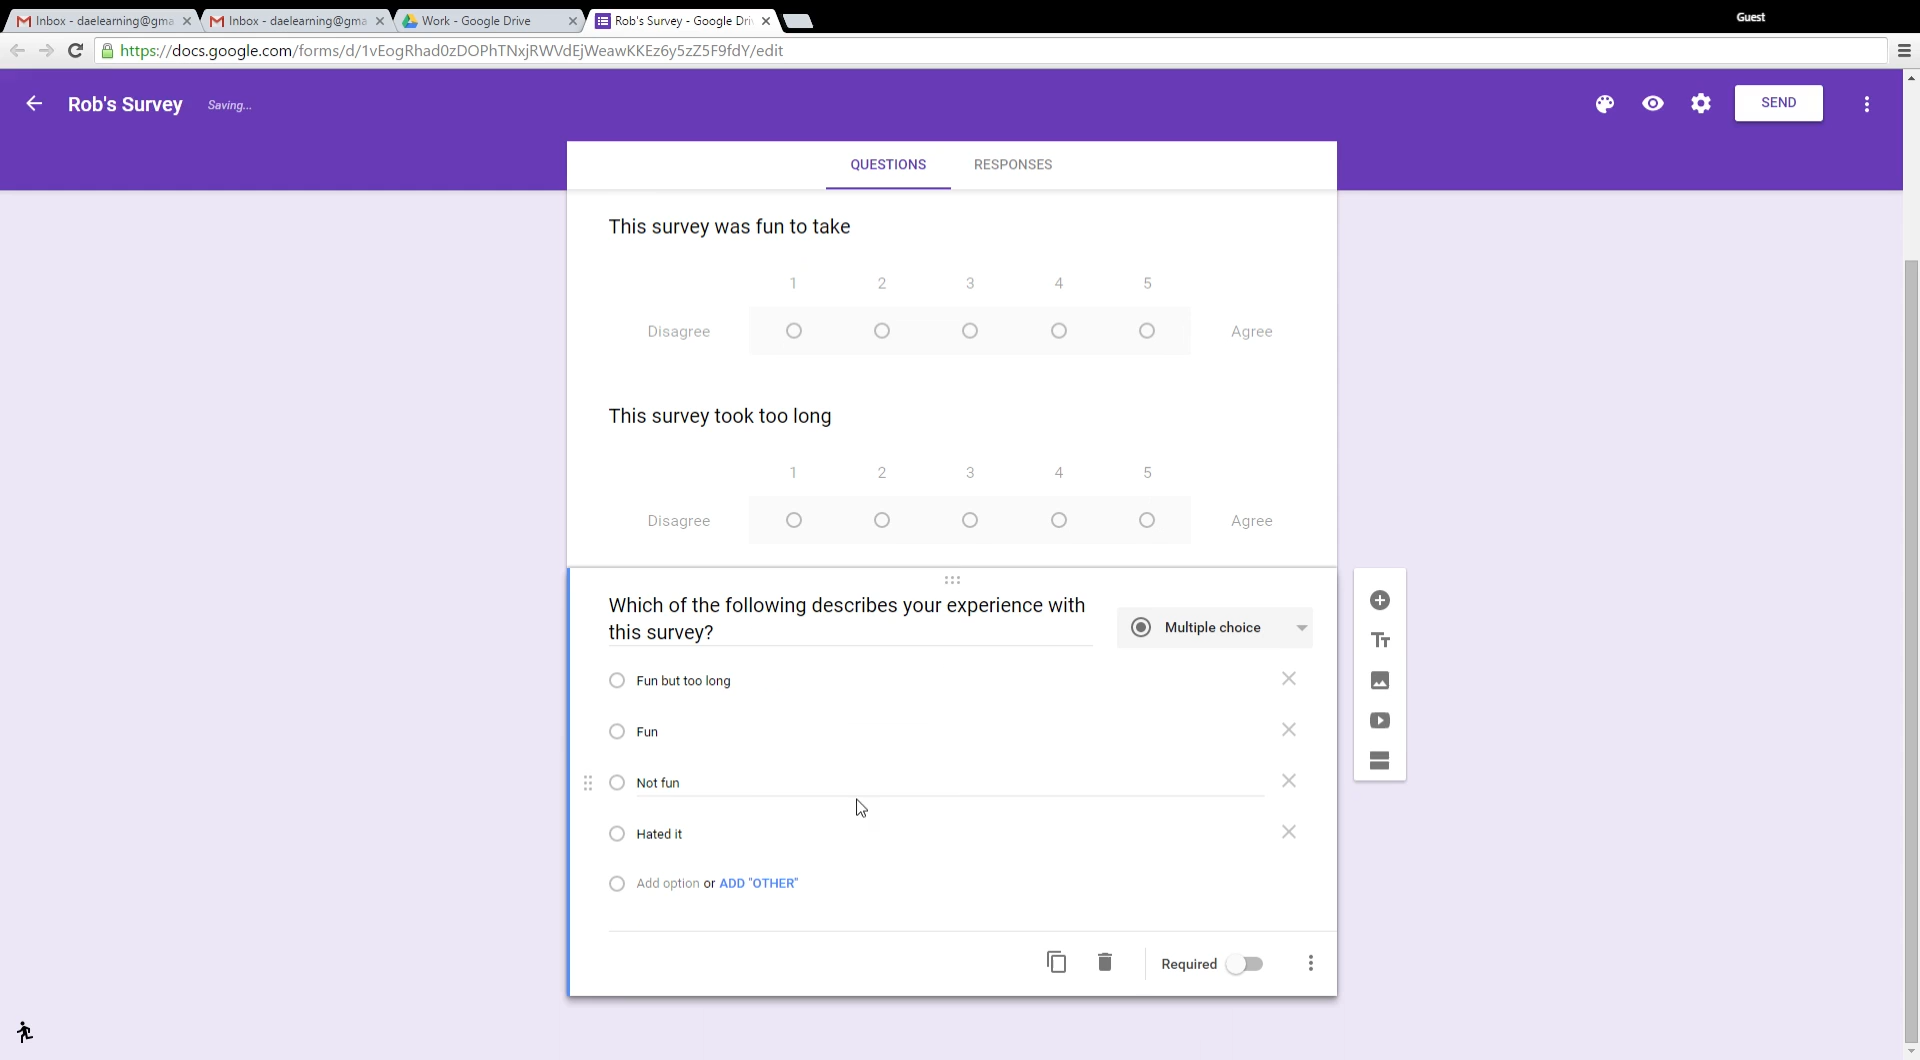 Inbox - daelearning@gma
Inbox - daelearning@gma
Work - Google Drive
Rob's Survey - Google Dri
Guest
https://docs.google.com/forms/d/1vEogRhad0zDOPhTNxjRWVdEjWeawKKEz6y5zZ5F9fdY/edit
Rob's Survey
Saving...
SEND
QUESTIONS
RESPONSES
This survey was fun to take
1 2 3 4 5
Disagree
Agree
This survey took too long
1 2 3 4 5
Disagree
Agree
Which of the following describes your experience with
this survey?
Multiple choice
Fun but too long
Fun
Not fun
Hated it
Add option or ADD "OTHER"
Required
Tт